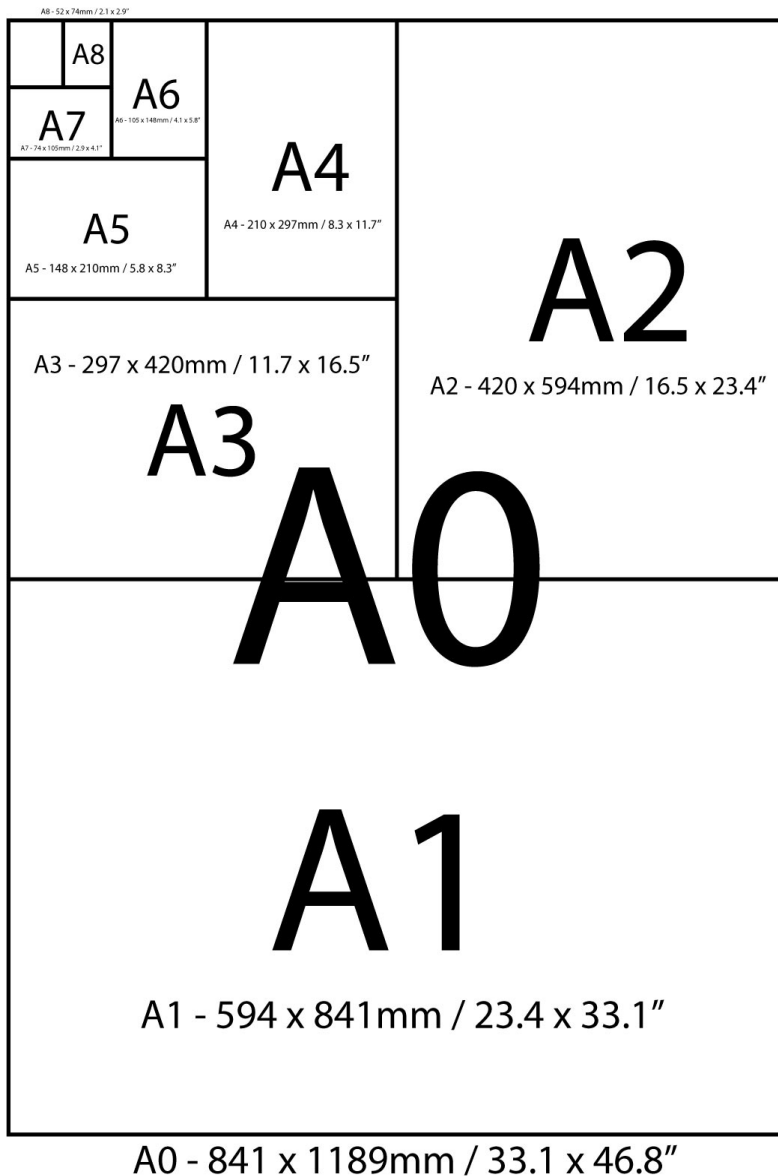 A8 - 52 x 74mm / 2.1 x 2.9”
A8
A6
A6 - 105 x 148mm / 4.1 x 5.8”
A7
A7 - 74 x 105mm / 2.9 x 4.1”
A4
A4 - 210 x 297mm / 8.3 x 11.7”
A5
A5 - 148 x 210mm / 5.8 x 8.3”
A2
A2 - 420 x 594mm / 16.5 x 23.4”
A3 - 297 x 420mm / 11.7 x 16.5”
A3
A0
A1
A1 - 594 x 841mm / 23.4 x 33.1”
A0 - 841 x 1189mm / 33.1 x 46.8”